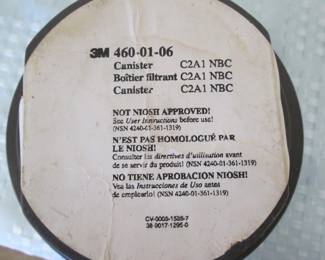 3M 460-01-06
Canister C2A1 NBC
Boîtier filtrant C2A1 NBC
Canister C2A1 NBC
NOT NIOSH APPROVED!
See User Instructions before use!
(NSN 4240-01-361-1319)
N'EST PAS HOMOLOGUÉ PAR
LE NIOSH!
Consulter les directives d'utilisation avant
de se servir du produit! (NSN 4240-01-361-1319)
NO TIENE APROBACION NIOSH!
Vea las Instrucciones de Uso antes
de emplearlo! (NSN 4240-01-361-1319)
CV-0005-1595-7
38-9017-1295-0